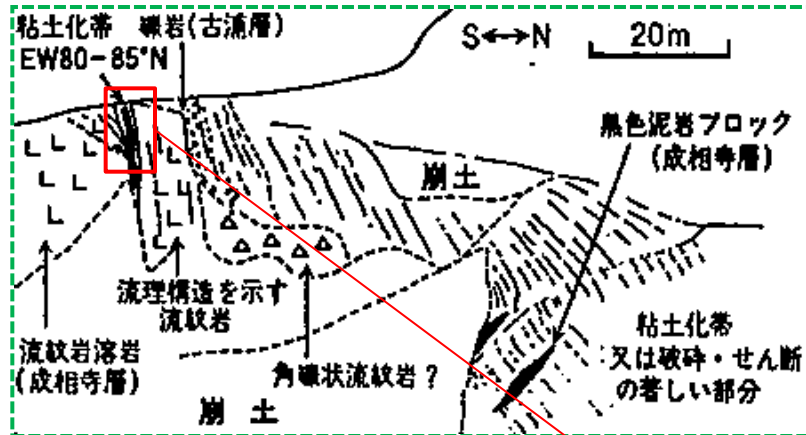 粘土化帯
EW80-85°N
礫岩(古浦層)
S↔N
20m
黒色泥岩ブロック
(成相寺層)
崩土
流理構造を示す
流紋岩
流紋岩溶岩
(成相寺層)
角礫状流紋岩?
崩土
粘土化帯
又は破砕・せん断
の著しい部分